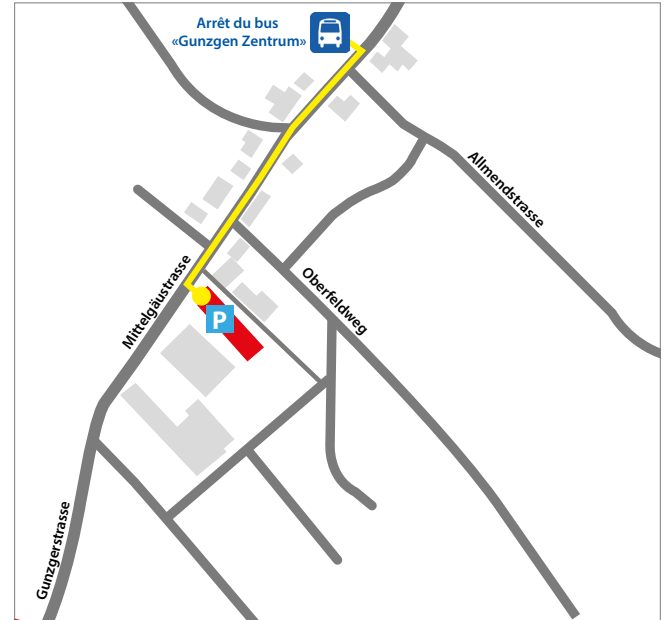 Arrêt du bus
«Gunzgen Zentrum»
Allmendstrasse
Mittelgäustrasse
Oberfeldweg
P
Gunzgerstrasse